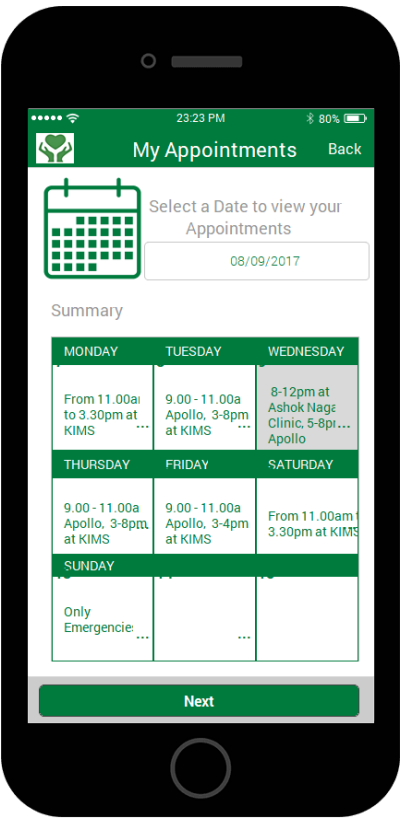 23:23 PM
80%
My Appointments
Back
Select a Date to view your
Appointments
08/09/2017
Summary
MONDAY TUESDAY WEDNESDAY
From 11.00a
to 3.30pm at
KIMS
...
9.00 - 11.00a
Apollo, 3-8pm
at KIMS
...
8-12pm at
Ashok Naga
Clinic, 5-8p
Apollo
...
THURSDAY FRIDAY SATURDAY
9.00 - 11.00a
Apollo, 3-8pm
at KIMS
9.00 - 11.00a
Apollo, 3-4pm
at KIMS
From 11.00am t
3.30pm at KIMS
SUNDAY
Only
Emergencies
...
...
Next